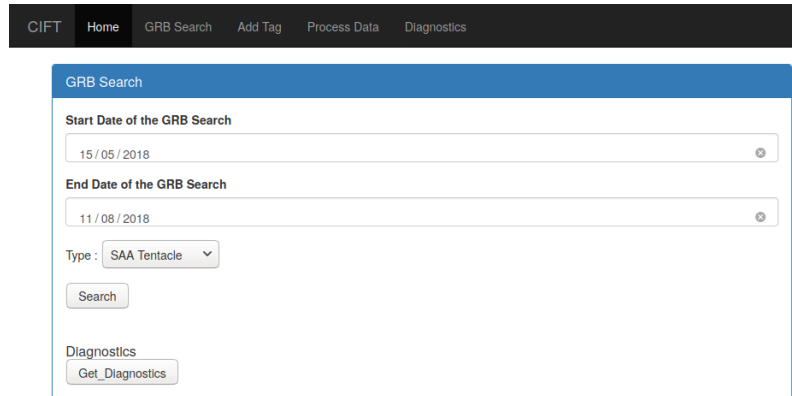 CIFT Home GRB Search Add Tag Process Data Diagnostics
GRB Search
Start Date of the GRB Search
15 / 05 / 2018
End Date of the GRB Search
11 / 08 / 2018
Type : SAA Tentacle
Search
Diagnostics
Get_Diagnostics